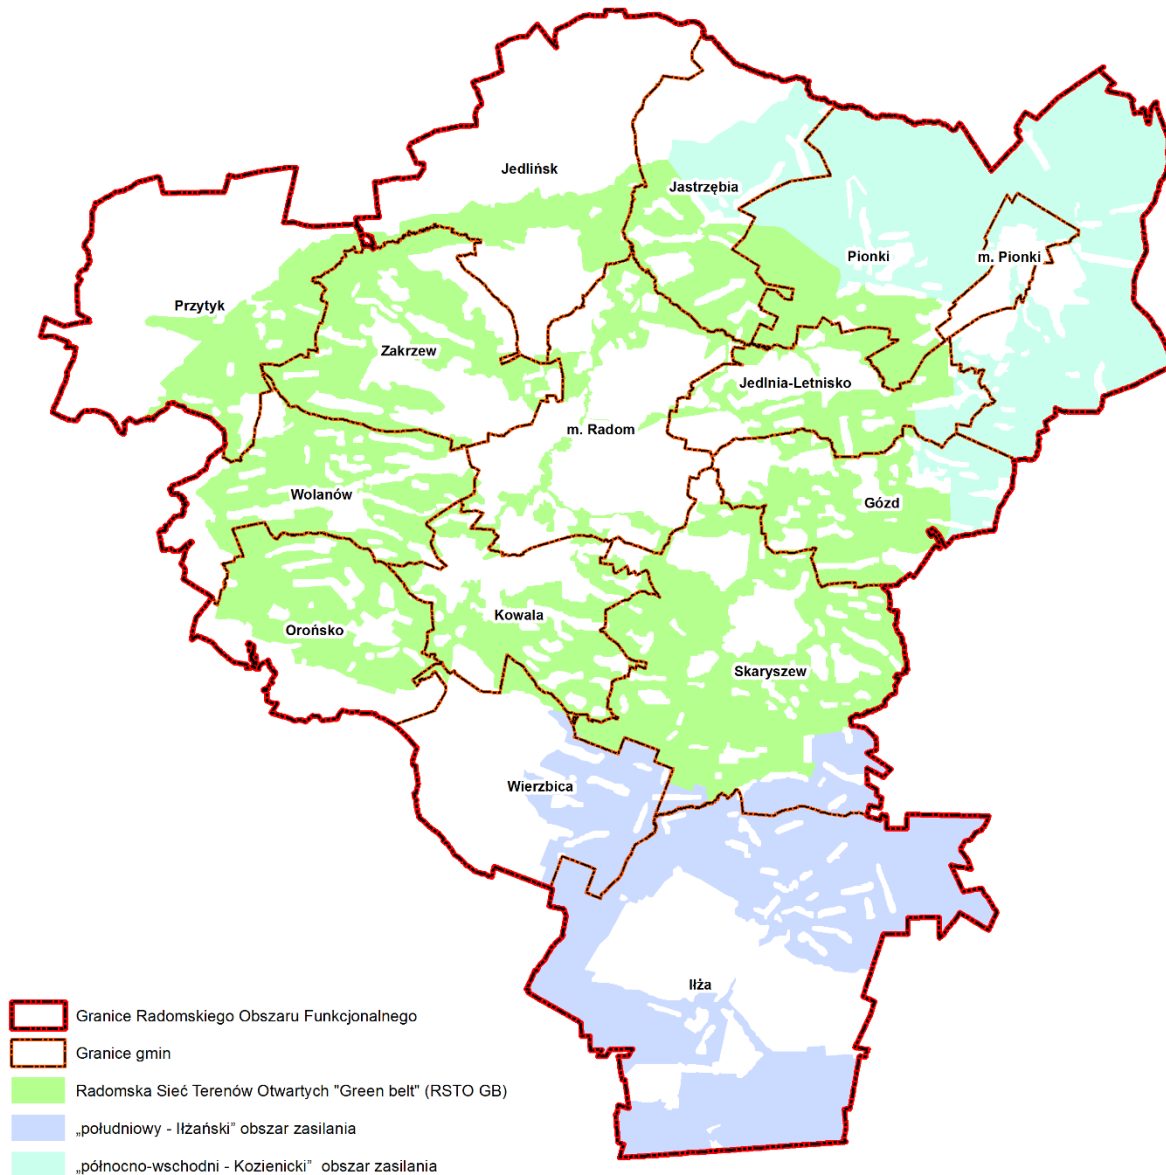 Jedlińsk
Jastrzębia
Pionki
m. Pionki
Przytyk
Zakrzew
Jedlnia-Letnisko
m. Radom
Wolanów
Gózd
Kowala
Orońsko
Skaryszew
Wierzbica
Iłża
Granice Radomskiego Obszaru Funkcjonalnego
Granice gmin
Radomska Sieć Terenów Otwartych "Green belt" (RSTO GB)
„południowy - Iłżański” obszar zasilania
„północno-wschodni - Kozienicki” obszar zasilania